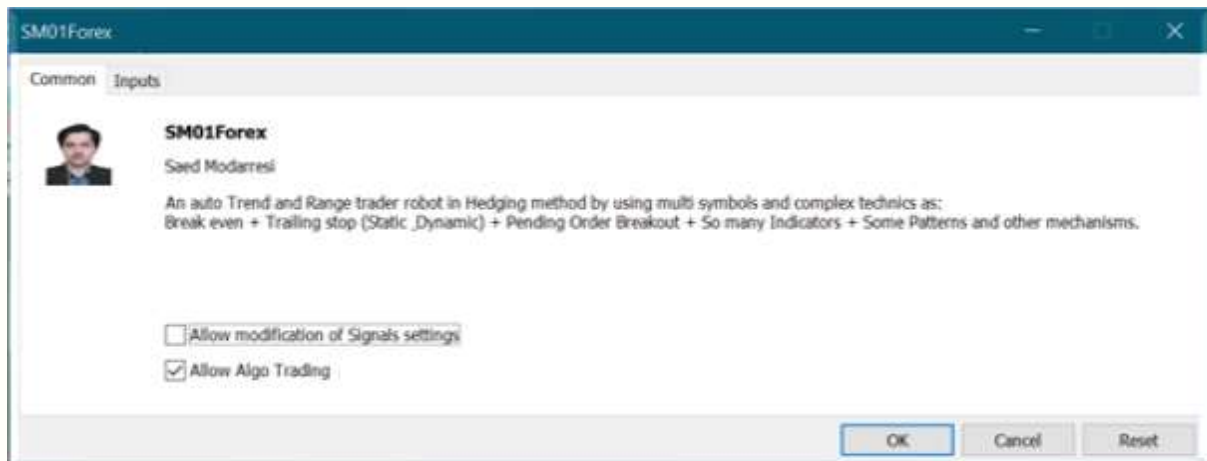 SM01Forex
Common Inputs
SM01Forex
Saed Modarresi
An auto Trend and Range trader robot in Hedging method by using multi symbols and complex technics as:
Break even + Trailing stop (Static ,Dynamic) + Pending Order Breakout + So many Indicators + Some Patterns and other mechanisms.
Allow modification of Signals settings
Allow Algo Trading
OK Cancel Reset